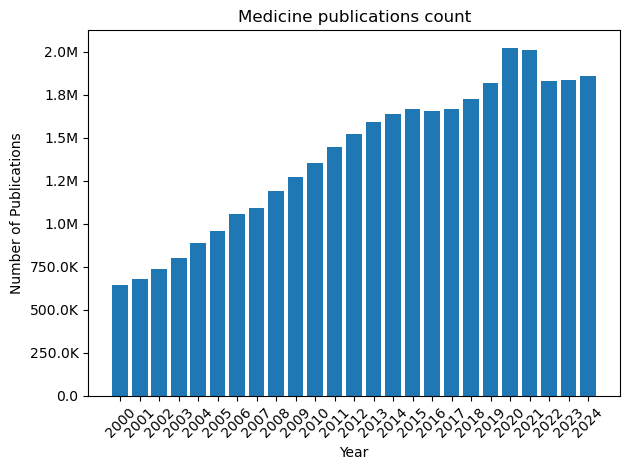 Medicine publications count
Number of Publications
2.0M
1.8M
1.5M
1.2M
1.0M
750.0K
500.0K
250.0K
0.0
2000 2001 2002 2003 2004 2005 2006 2007 2008 2009 2010 2011 2012 2013 2014 2015 2016 2017 2018 2019 2020 2021 2022 2023 2024
Year